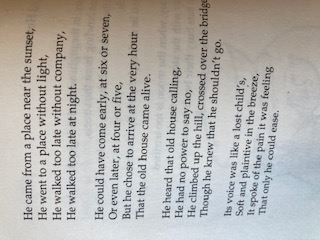 He came from a place near the sunset,
He went to a place without light,
He walked too late without company,
He walked too late at night.
He could have come early, at six or seven,
Or even later, at four or five,
But he chose to arrive at the very hour
That the old house came alive.
He heard that old house calling,
He had no power to say no,
He climbed up the hill, crossed over the bridge
Though he knew that he shouldn't go.
Its voice was like a lost child's,
Soft and plaintive in the breeze,
It spoke of the pain it was feeling
That only he could ease.